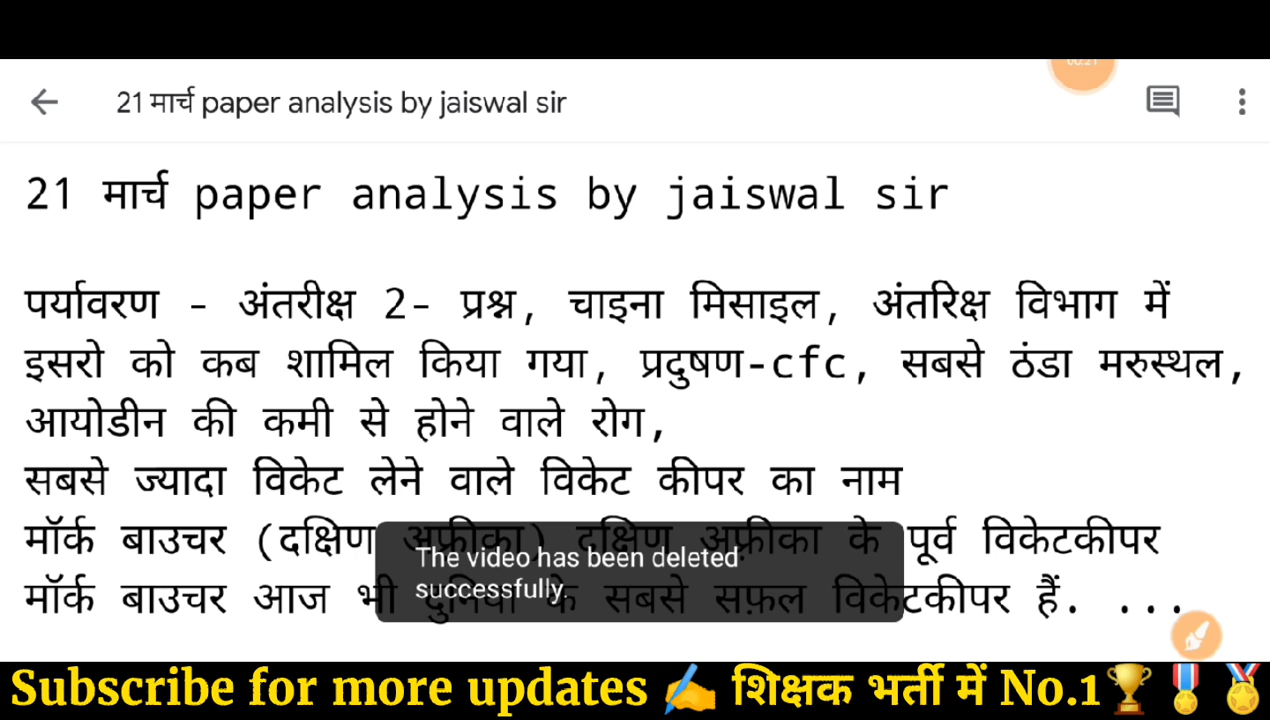 00:21
21 मार्च paper analysis by jaiswal sir
21 मार्च paper analysis by jaiswal sir
पर्यावरण - अंतरीक्ष 2- प्रश्न, चाइना मिसाइल, अंतरिक्ष विभाग में
इसरो को कब शामिल किया गया, प्रदुषण-cfc, सबसे ठंडा मरुस्थल,
आयोडीन की कमी से होने वाले रोग,
सबसे ज्यादा विकेट लेने वाले विकेट कीपर का नाम
मॉर्क बाउचर (दक्षिण अफ़्रीका) दक्षिण अफ़्रीका के पूर्व विकेटकीपर
मॉर्क बाउचर आज भी दुनिया के सबसे सफ़ल विकेटकीपर हैं. ...
The video has been deleted
successfully.
Subscribe for more updates ✍️ शिक्षक भर्ती में No.1🏆🎖️🏅